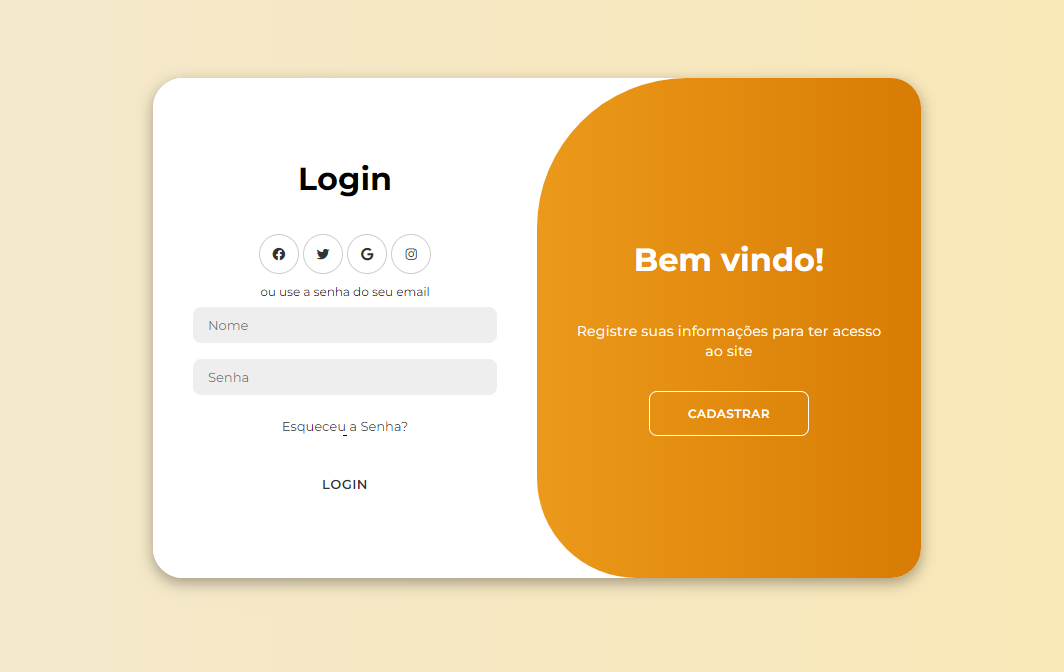 Login
ou use a senha do seu email
Nome
Senha
Esqueceu a Senha?
LOGIN
Bem vindo!
Registre suas informações para ter acesso
ao site
CADASTRAR